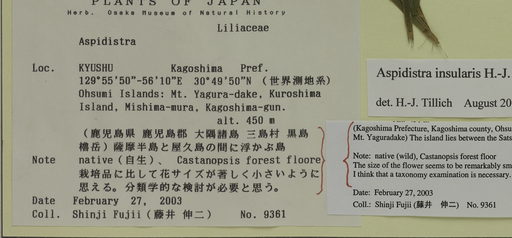 PLANTS OF JAPAN
Herb. Osaka Museum of Natural History
Liliaceae
Aspidistra
Loc. KYUSHU Kagoshima Pref.
129°55'50"-56'10"E 30°49'50"N (世界測地系)
Ohsumi Islands: Mt. Yagura-dake, Kuroshima
Island, Mishima-mura, Kagoshima-gun.
alt. 450 m
(鹿児島県 鹿児島郡 大隅諸島 三島村 黒島
櫓岳) 薩摩半島と屋久島の間に浮かぶ島
Note native (自生)、 Castanopsis forest floore
栽培品に比して花サイズが著しく小さいように
思える。分類学的な検討が必要と思う。
Date February 27, 2003
Coll. Shinji Fujii (藤井 伸二) No. 9361
Aspidistra insularis H.-J.
det. H.-J. Tillich August 20
(Kagoshima Prefecture, Kagoshima county, Ohsu
Mt. Yaguradake) The island lies between the Sats
Note: native (wild), Castanopsis forest floor
The size of the flower seems to be remarkably sm
I think that a taxonomy examination is necessary.
Date: February 27, 2003
Coll.: Shinji Fujii (藤井 伸二) No. 9361